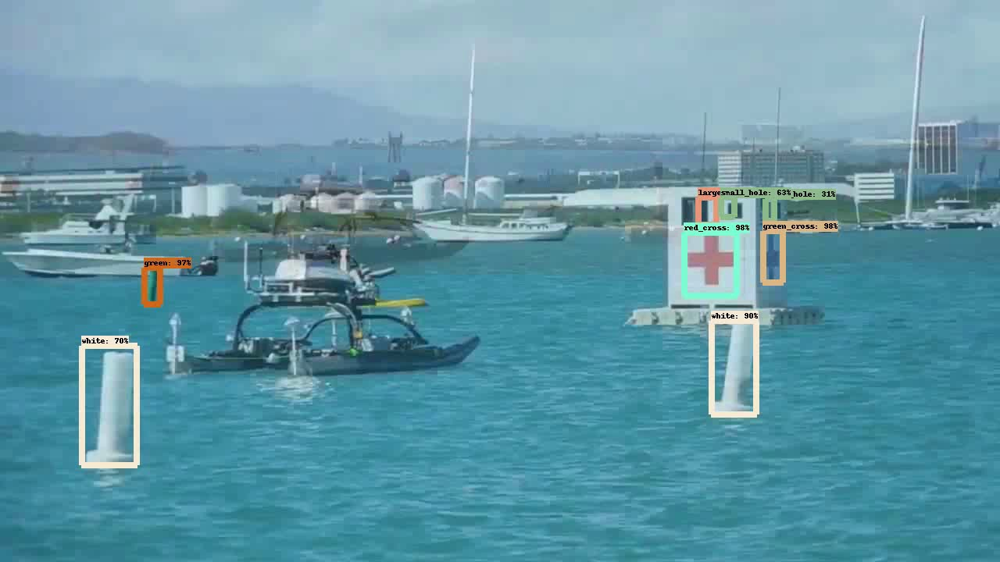 largesmall_hole: 63% hole: 31%
red_cross: 98% green_cross: 98%
green: 97%
white: 90%
white: 70%